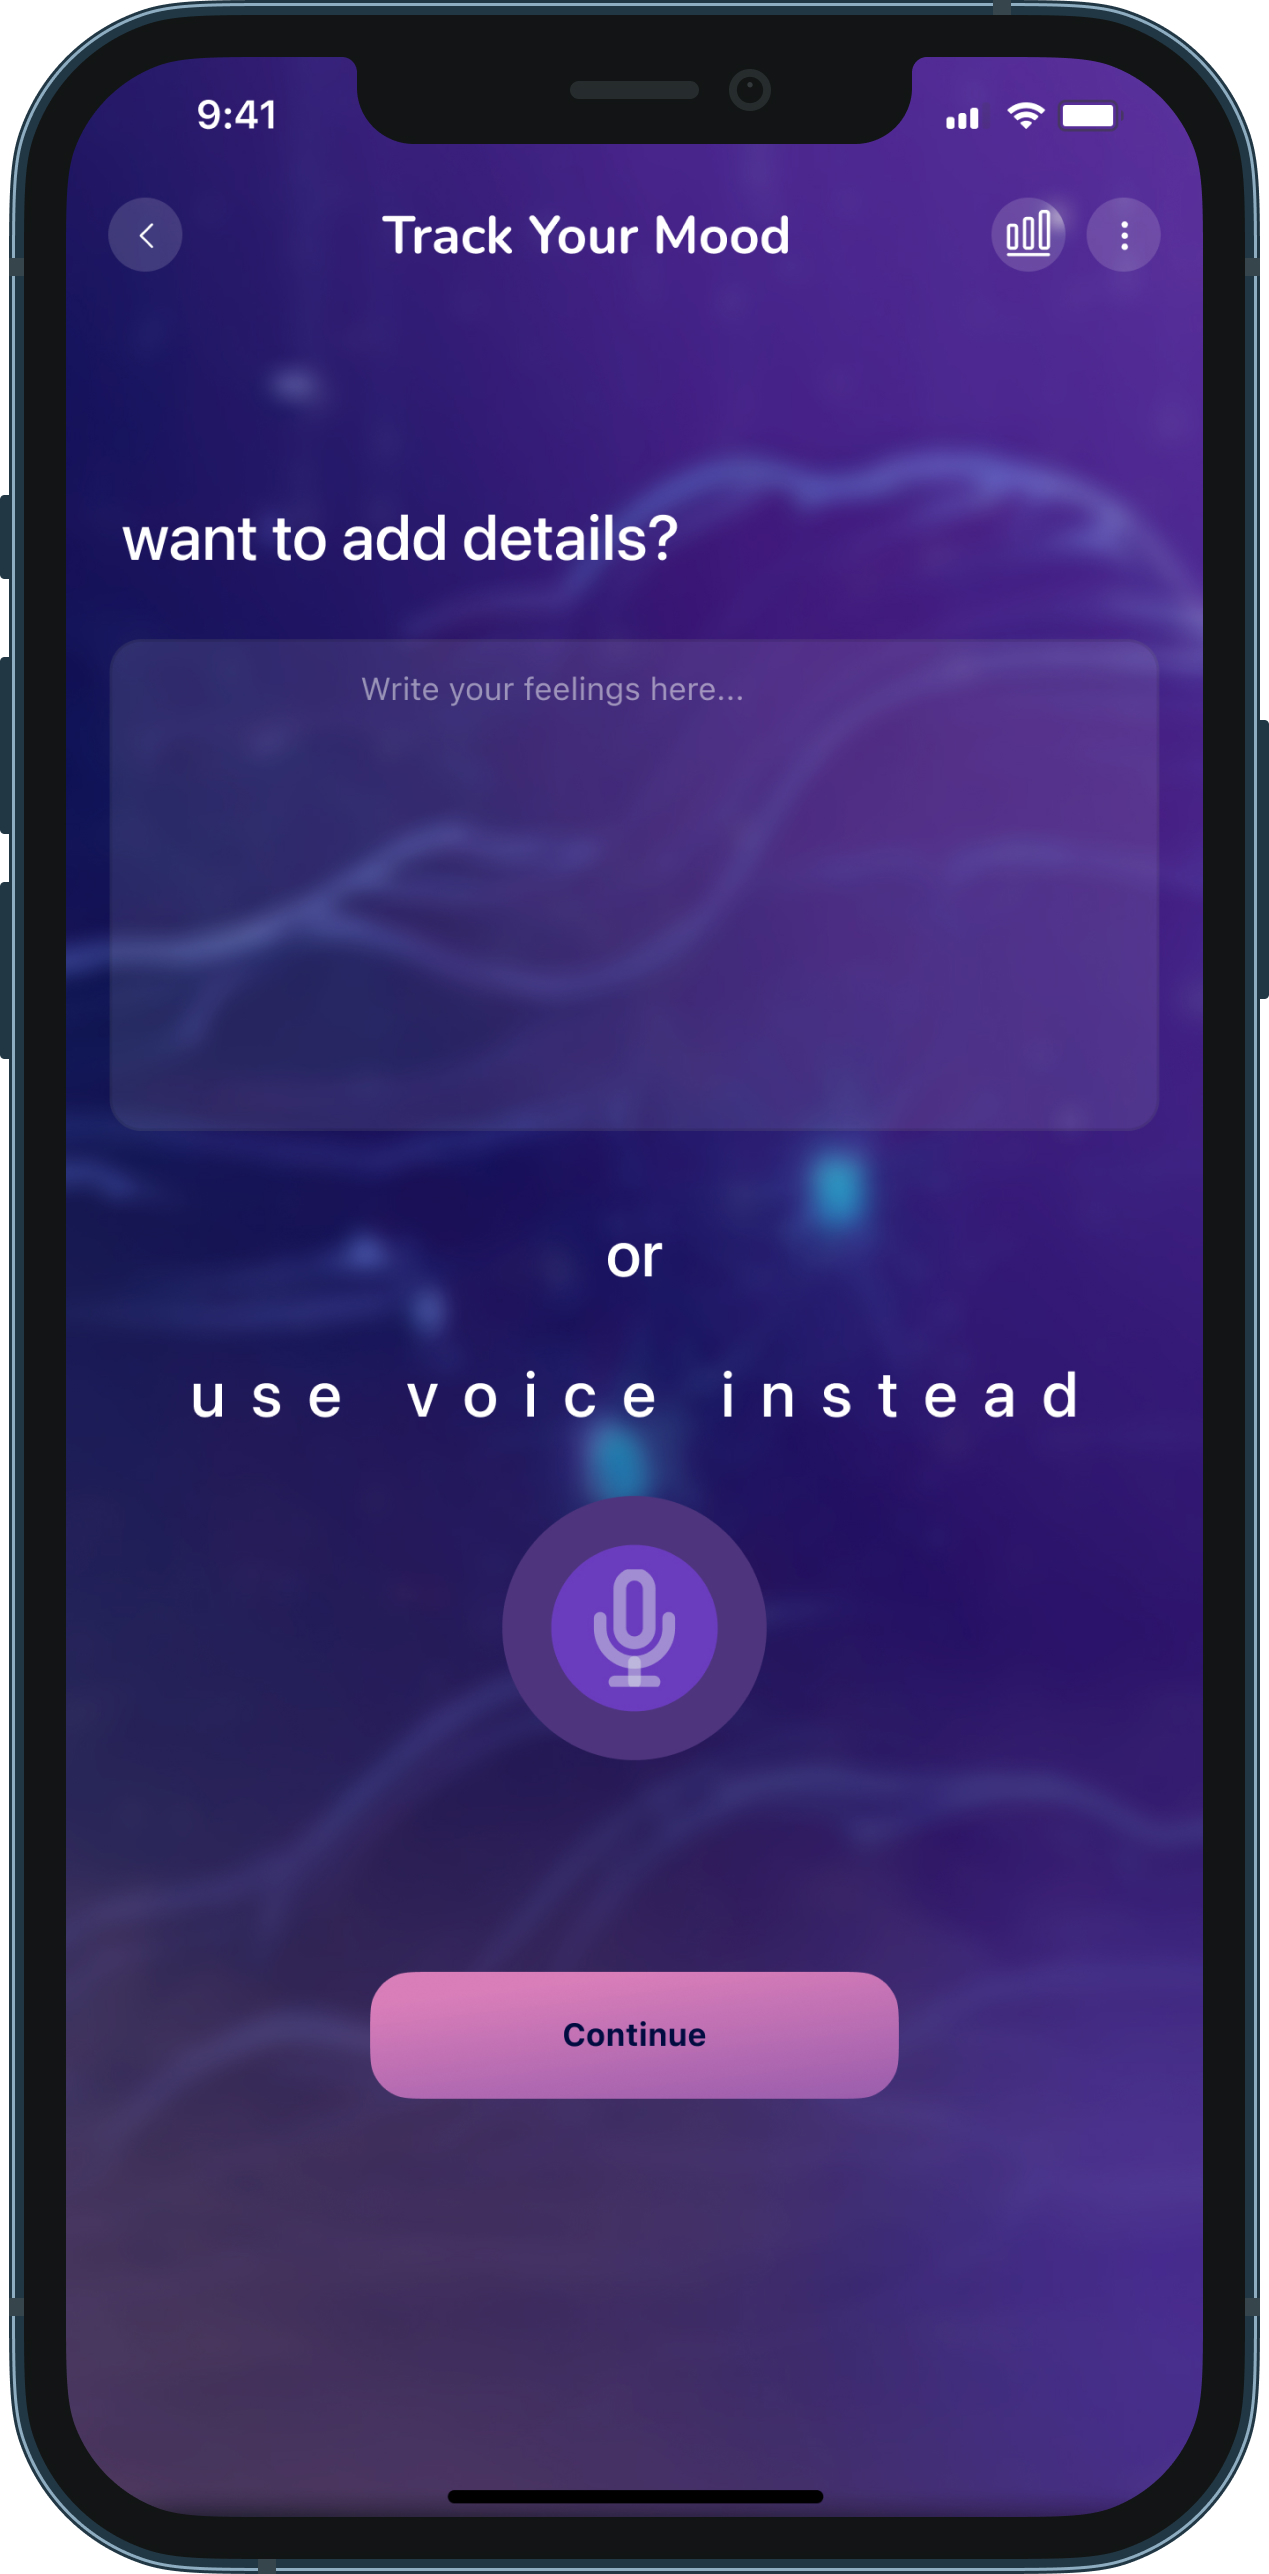 9:41
Track Your Mood
want to add details?
Write your feelings here...
or
use voice instead
Continue